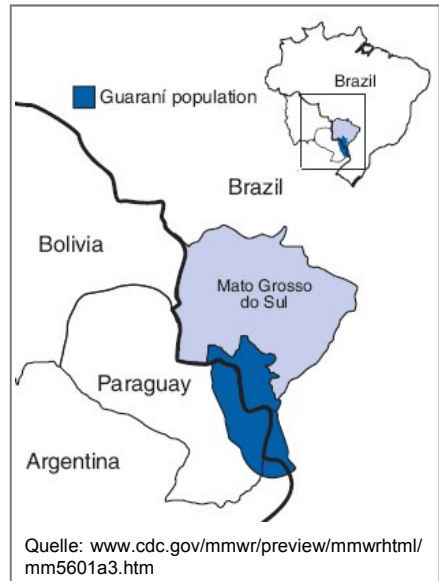 Brazil
Guaraní population
Brazil
Bolivia
Mato Grosso
do Sul
Paraguay
Argentina
Quelle: www.cdc.gov/mmwr/preview/mmwrhtml/
mm5601a3.htm